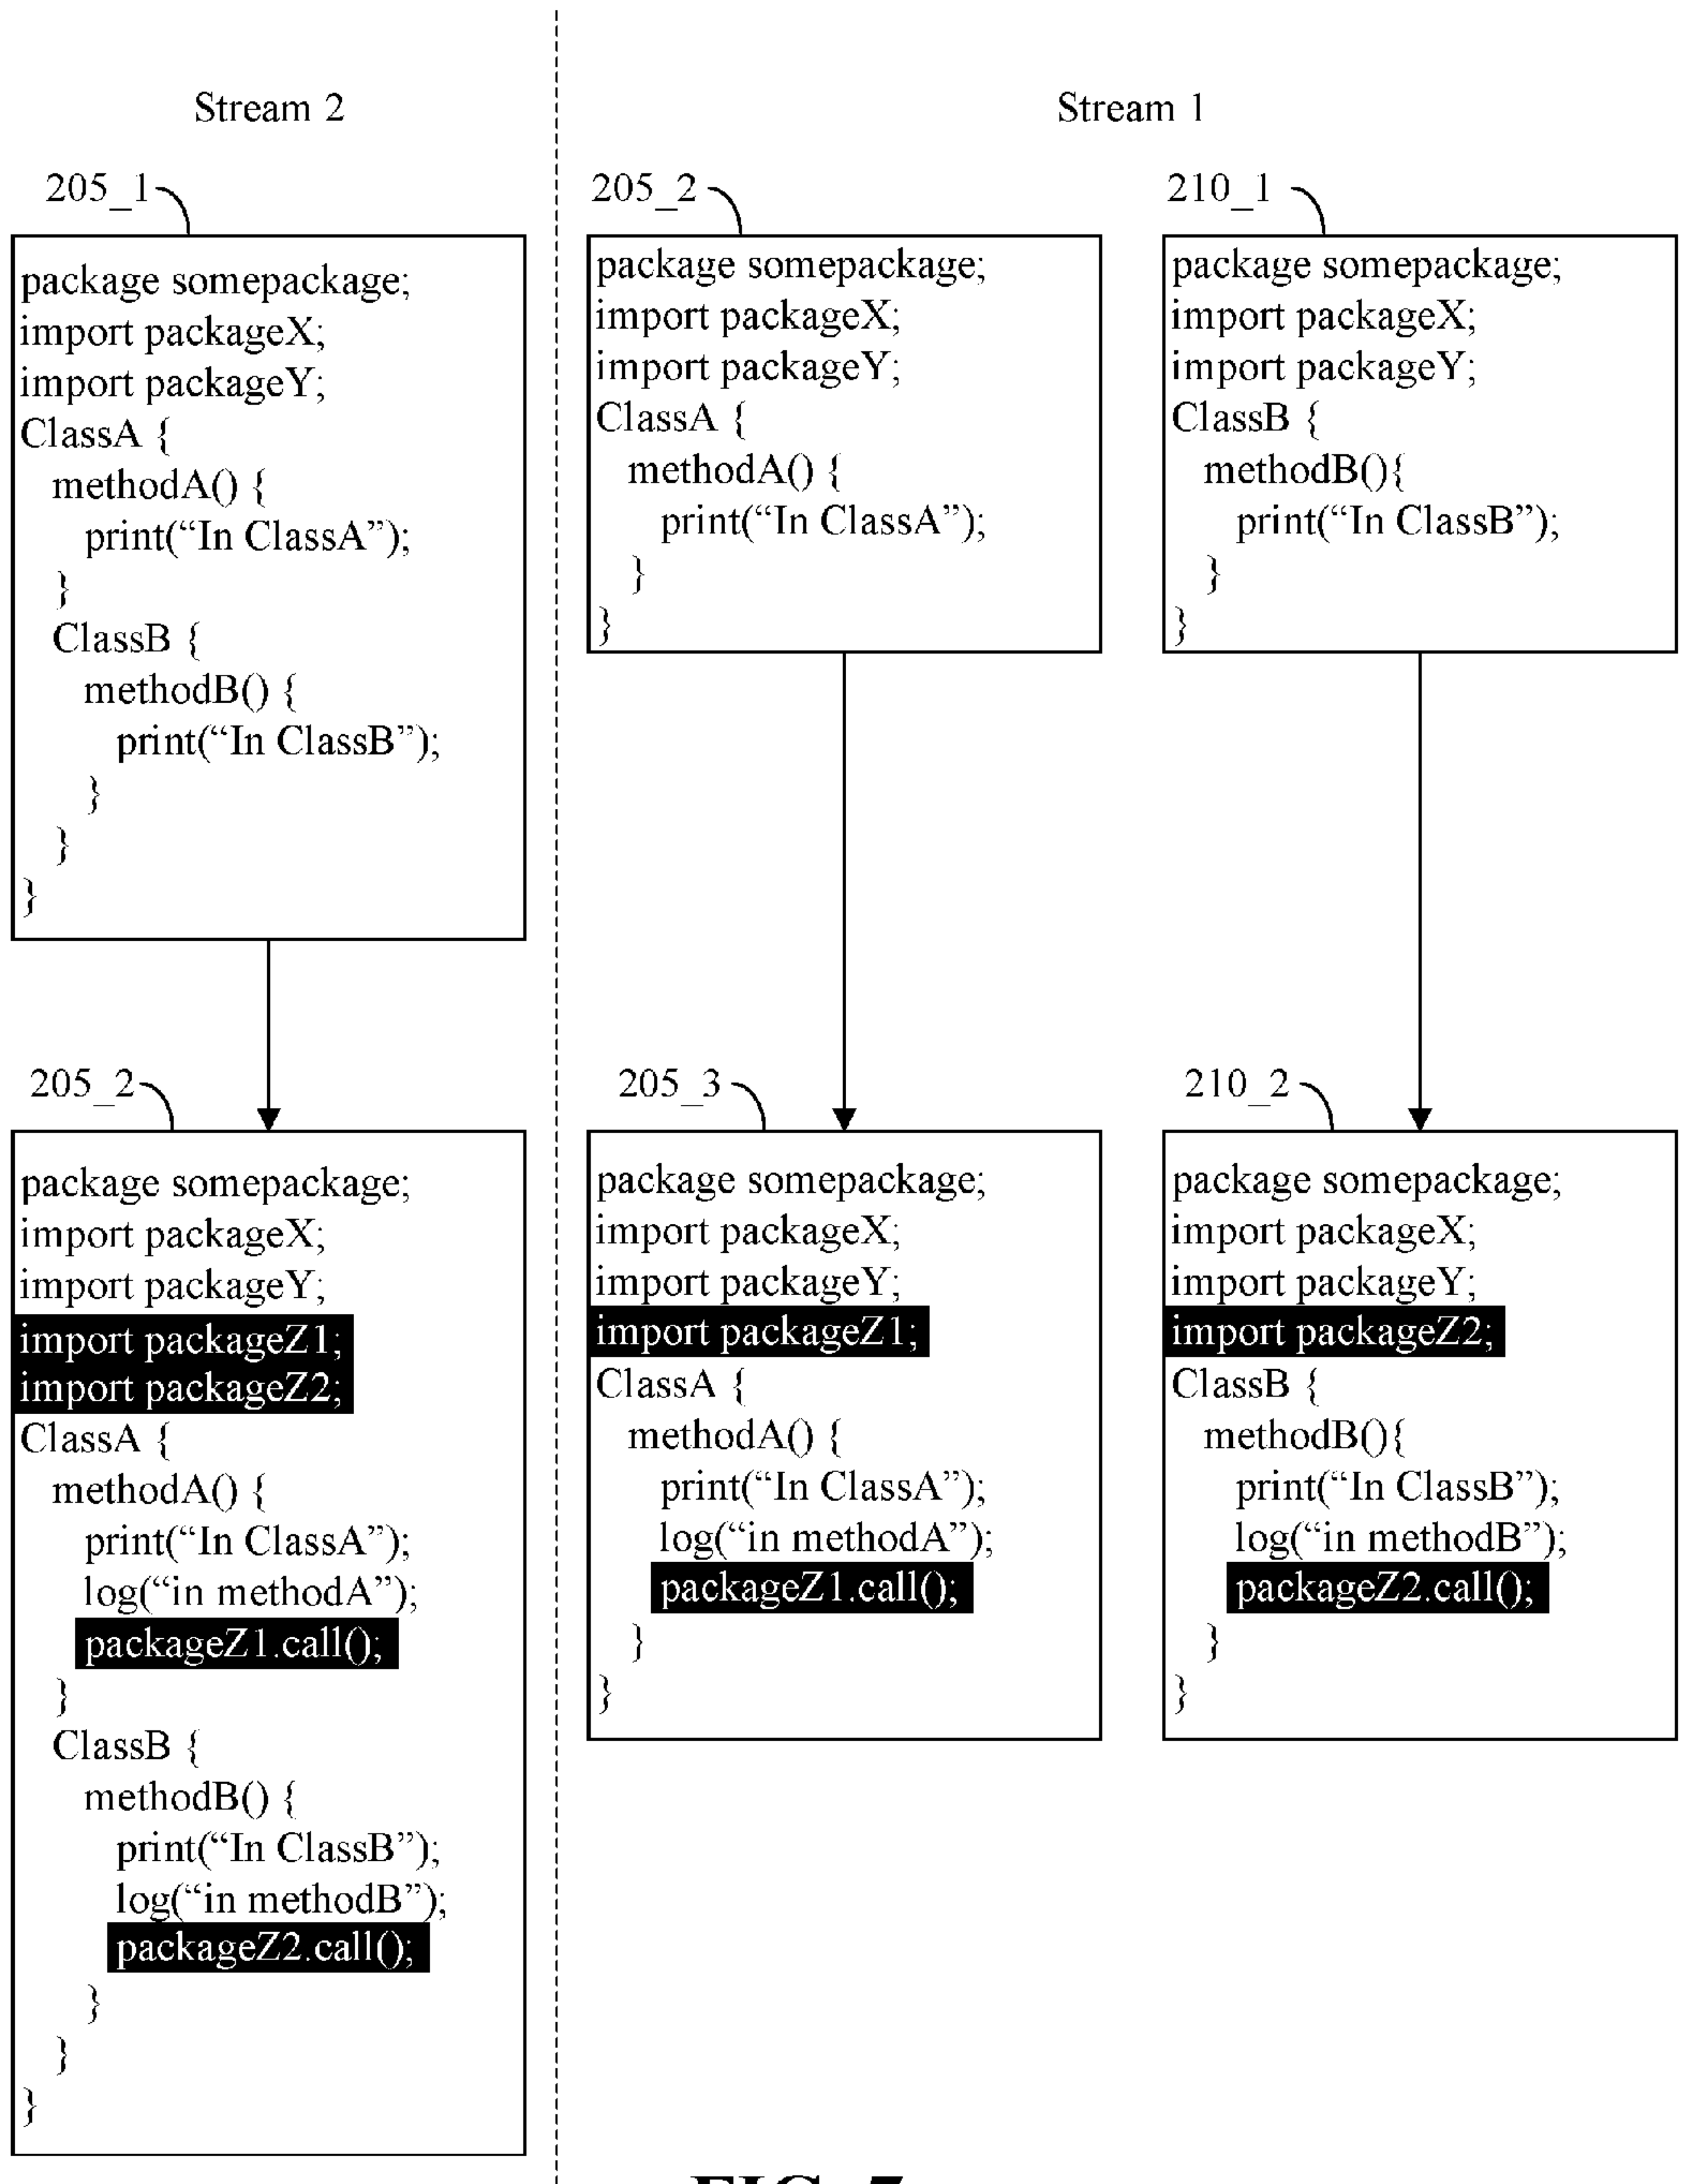 Stream 2
Stream 1
205_1
package somepackage;
import packageX;
import packageY;
ClassA {
methodA() {
print(“In ClassA”);
}
ClassB {
methodB() {
print(“In ClassB”);
}
}
}
205_2
package somepackage;
import packageX;
import packageY;
ClassA {
methodA() {
print(“In ClassA”);
}
}
210_1
package somepackage;
import packageX;
import packageY;
ClassB {
methodB(){
print(“In ClassB”);
}
}
205_2
package somepackage;
import packageX;
import packageY;
import packageZ1;
import packageZ2;
ClassA {
methodA() {
print(“In ClassA”);
log(“in methodA”);
packageZ1.call();
}
ClassB {
methodB() {
print(“In ClassB”);
log(“in methodB”);
packageZ2.call();
}
}
}
205_3
package somepackage;
import packageX;
import packageY;
import packageZ1;
ClassA {
methodA() {
print(“In ClassA”);
log(“in methodA”);
packageZ1.call();
}
}
210_2
package somepackage;
import packageX;
import packageY;
import packageZ2;
ClassB {
methodB(){
print(“In ClassB”);
log(“in methodB”);
packageZ2.call();
}
}